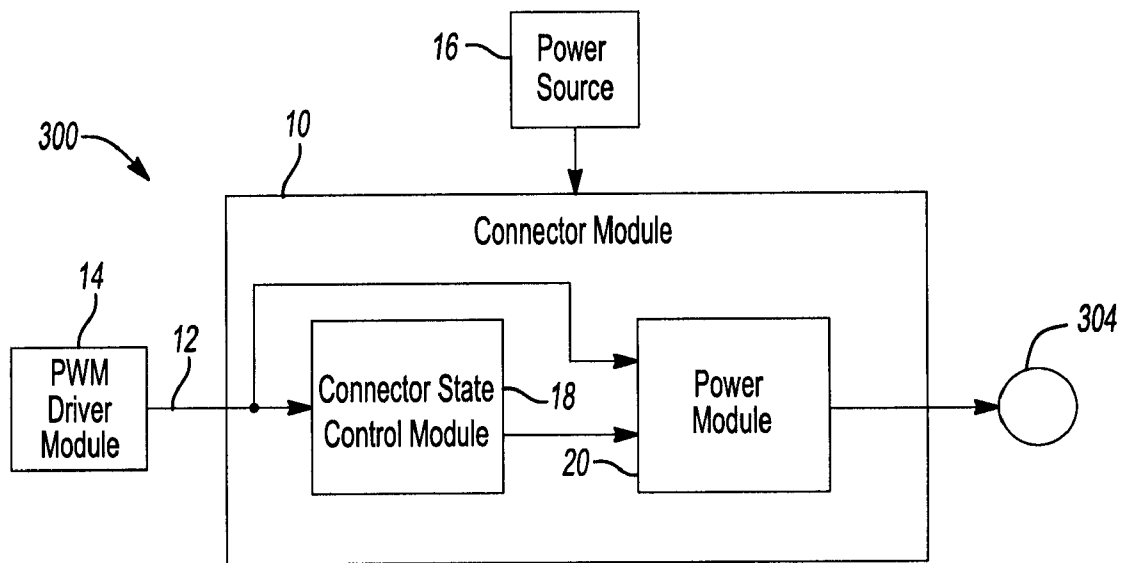 16
Power
Source
300
10
Connector Module
14
12
PWM
Driver
Module
Connector State
Control Module
18
Power
Module
20
304